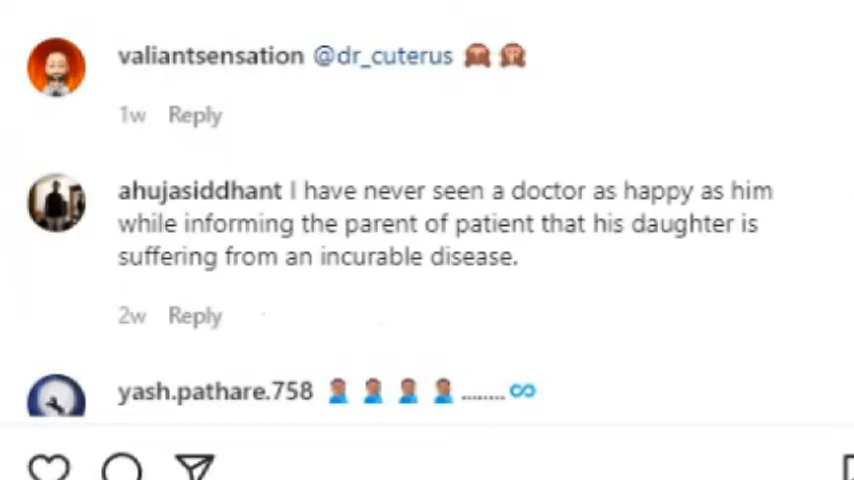 valiantsensation @dr_cuterus 🙈 🙊
1w Reply
ahujasiddhant I have never seen a doctor as happy as him
while informing the parent of patient that his daughter is
suffering from an incurable disease.
2w Reply
yash.pathare.758 🤦🏽‍♂️ 🤦🏽‍♂️ 🤦🏽‍♂️ 🤦🏽‍♂️ ........♾